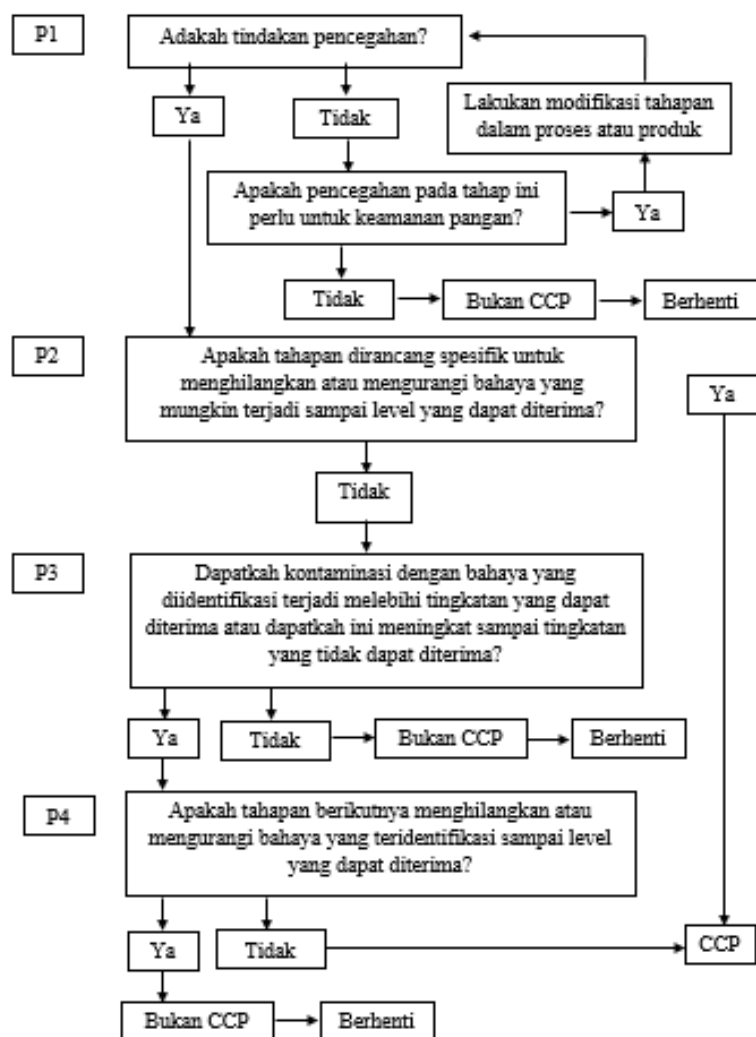 P1
Adakah tindakan pencegahan?
Ya
Tidak
Lakukan modifikasi tahapan
dalam proses atau produk
Apakah pencegahan pada tahap ini
perlu untuk keamanan pangan?
Ya
Tidak
Bukan CCP
Berhenti
P2
Apakah tahapan dirancang spesifik untuk
menghilangkan atau mengurangi bahaya yang
mungkin terjadi sampai level yang dapat diterima?
Ya
Tidak
P3
Dapatkah kontaminasi dengan bahaya yang
diidentifikasi terjadi melebihi tingkatan yang dapat
diterima atau dapatkah ini meningkat sampai tingkatan
yang tidak dapat diterima?
Ya
Tidak
Bukan CCP
Berhenti
P4
Apakah tahapan berikutnya menghilangkan atau
mengurangi bahaya yang teridentifikasi sampai level
yang dapat diterima?
Ya
Tidak
CCP
Bukan CCP
Berhenti